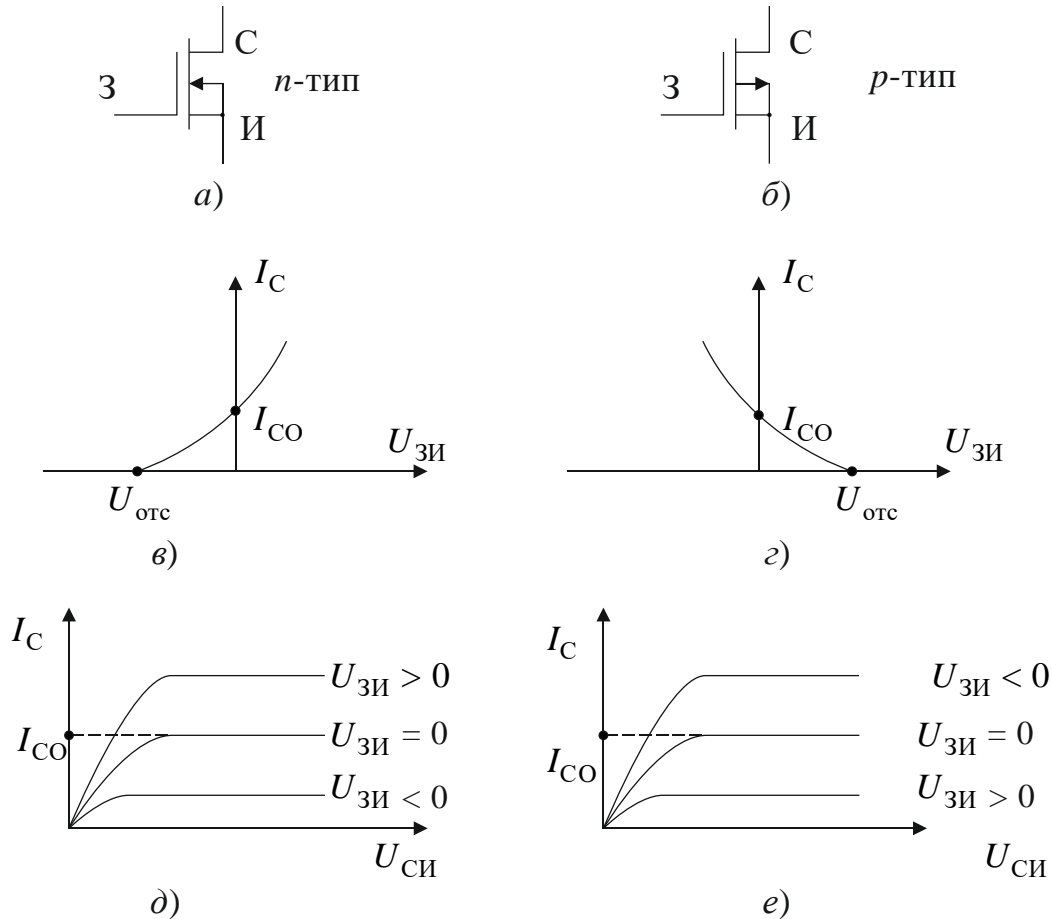 С
З
n-тип
И
а)
С
З
p-тип
И
б)
I_С
I_СО
U_ЗИ
U_отс
в)
I_С
I_СО
U_ЗИ
U_отс
г)
I_С
U_ЗИ > 0
I_СО
U_ЗИ = 0
U_ЗИ < 0
U_СИ
д)
I_С
U_ЗИ < 0
I_СО
U_ЗИ = 0
U_ЗИ > 0
U_СИ
е)